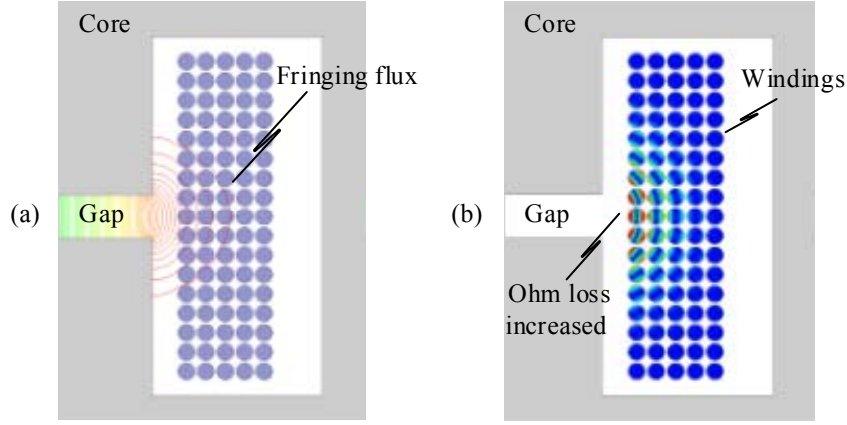 Core
Fringing flux
(a)
Gap
Core
Windings
(b)
Gap
Ohm loss
increased